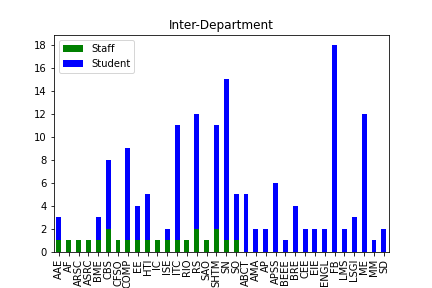 Inter-Department
Staff
Student
18
16
14
12
10
8
6
4
2
0
AAE
AF
ARSC
ASRC
BME
CBS
CFSO
COMP
EE
HTI
IC
ISE
ITC
RIO
RS
SAO
SHTM
SN
SO
ABCT
AMA
AP
APSS
BEEE
BRE
CEE
EIE
ENGL
FB
LMS
LSGI
ME
MM
SD